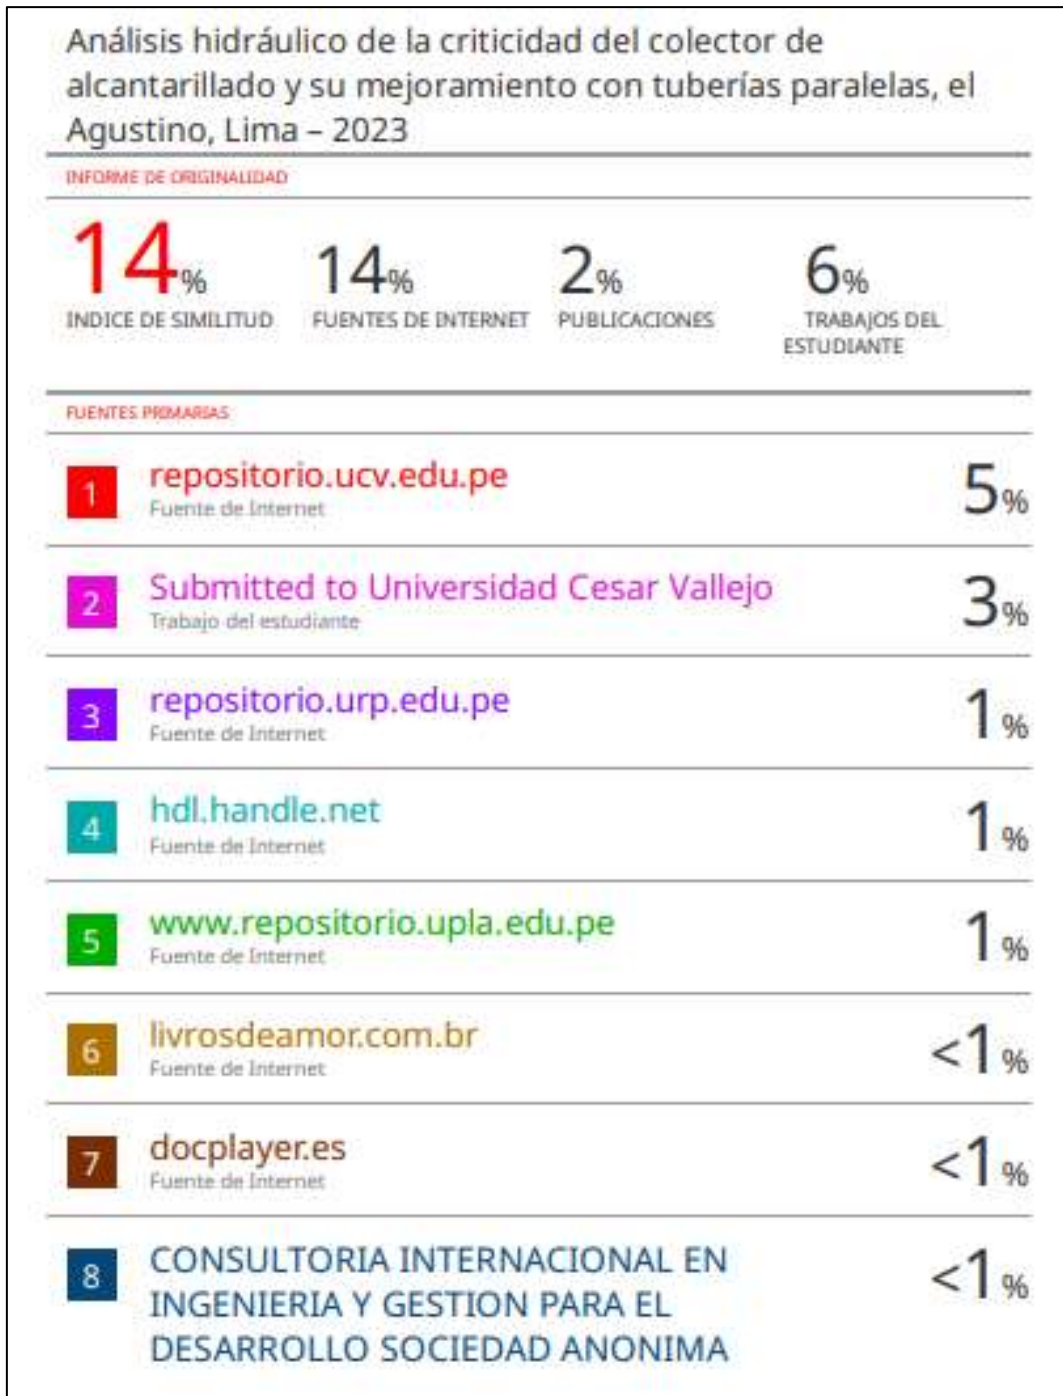 Análisis hidráulico de la criticidad del colector de
alcantarillado y su mejoramiento con tuberías paralelas, el
Agustino, Lima – 2023
INFORME DE ORIGINALIDAD
14% 14% 2% 6%
INDICE DE SIMILITUD FUENTES DE INTERNET PUBLICACIONES TRABAJOS DEL
ESTUDIANTE
FUENTES PRIMARIAS
1 repositorio.ucv.edu.pe 5%
Fuente de Internet
2 Submitted to Universidad Cesar Vallejo 3%
Trabajo del estudiante
3 repositorio.urp.edu.pe 1%
Fuente de Internet
4 hdl.handle.net 1%
Fuente de Internet
5 www.repositorio.upla.edu.pe 1%
Fuente de Internet
6 livrosdeamor.com.br <1%
Fuente de Internet
7 docplayer.es <1%
Fuente de Internet
8 CONSULTORIA INTERNACIONAL EN <1%
INGENIERIA Y GESTION PARA EL
DESARROLLO SOCIEDAD ANONIMA